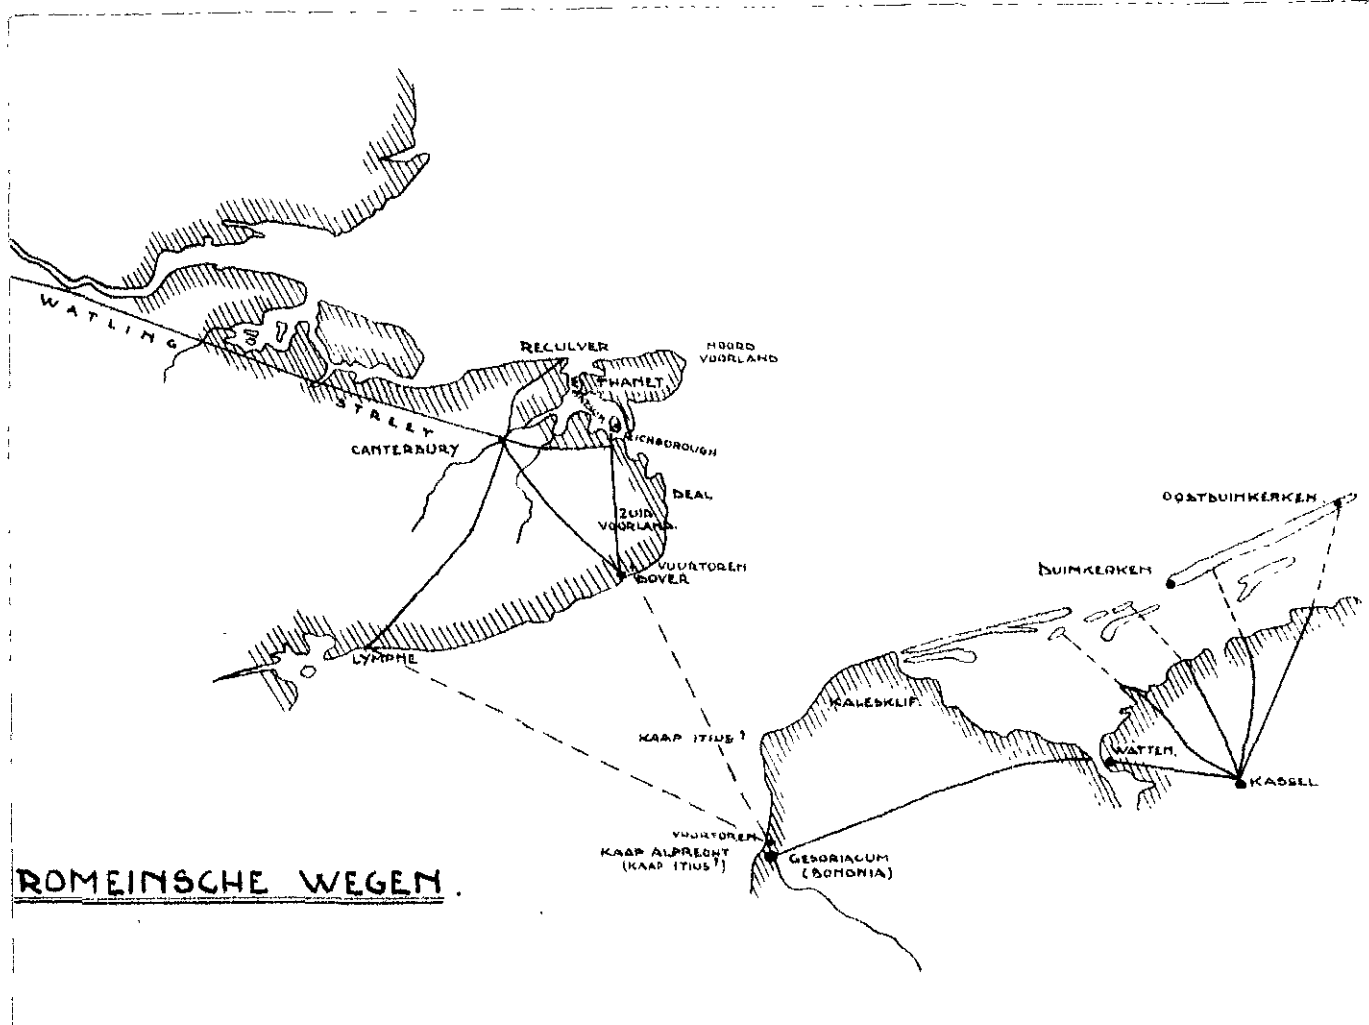 WATLING
STREET
RECULVER
NOORD
VOORLAND
THANET
CANTERBURY
RICHBOROUGH
DEAL
ZUID
VOORLAND.
VUURTOREN
DOVER
LYMPNE
OOSTDUINKERKEN
DUINKERKEN
KALESKLIF.
KAAP ITIUS?
WATTEN.
KASSEL
VUURTOREN
KAAP ALPRECHT
(KAAP ITIUS?)
GESORIACUM
(BONONIA)
ROMEINSCHE WEGEN.